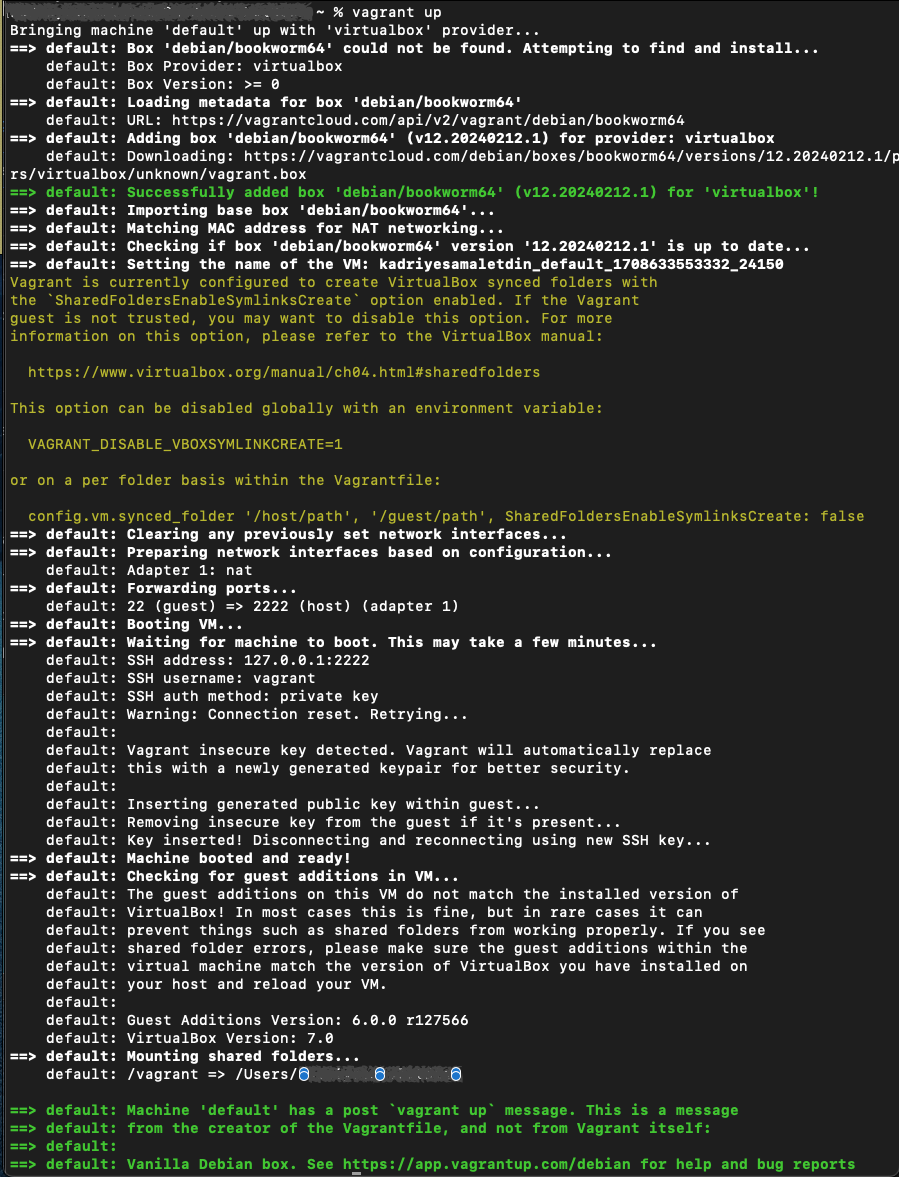 ~ % vagrant up
Bringing machine 'default' up with 'virtualbox' provider...
==> default: Box 'debian/bookworm64' could not be found. Attempting to find and install...
    default: Box Provider: virtualbox
    default: Box Version: >= 0
==> default: Loading metadata for box 'debian/bookworm64'
    default: URL: https://vagrantcloud.com/api/v2/vagrant/debian/bookworm64
==> default: Adding box 'debian/bookworm64' (v12.20240212.1) for provider: virtualbox
    default: Downloading: https://vagrantcloud.com/debian/boxes/bookworm64/versions/12.20240212.1/p
rs/virtualbox/unknown/vagrant.box
==> default: Successfully added box 'debian/bookworm64' (v12.20240212.1) for 'virtualbox'!
==> default: Importing base box 'debian/bookworm64'...
==> default: Matching MAC address for NAT networking...
==> default: Checking if box 'debian/bookworm64' version '12.20240212.1' is up to date...
==> default: Setting the name of the VM: kadriyesamaletdin_default_1708633553332_24150
Vagrant is currently configured to create VirtualBox synced folders with
the `SharedFoldersEnableSymlinksCreate` option enabled. If the Vagrant
guest is not trusted, you may want to disable this option. For more
information on this option, please refer to the VirtualBox manual:

  https://www.virtualbox.org/manual/ch04.html#sharedfolders

This option can be disabled globally with an environment variable:

  VAGRANT_DISABLE_VBOXSYMLINKCREATE=1

or on a per folder basis within the Vagrantfile:

  config.vm.synced_folder '/host/path', '/guest/path', SharedFoldersEnableSymlinksCreate: false
==> default: Clearing any previously set network interfaces...
==> default: Preparing network interfaces based on configuration...
    default: Adapter 1: nat
==> default: Forwarding ports...
    default: 22 (guest) => 2222 (host) (adapter 1)
==> default: Booting VM...
==> default: Waiting for machine to boot. This may take a few minutes...
    default: SSH address: 127.0.0.1:2222
    default: SSH username: vagrant
    default: SSH auth method: private key
    default: Warning: Connection reset. Retrying...
    default:
    default: Vagrant insecure key detected. Vagrant will automatically replace
    default: this with a newly generated keypair for better security.
    default:
    default: Inserting generated public key within guest...
    default: Removing insecure key from the guest if it's present...
    default: Key inserted! Disconnecting and reconnecting using new SSH key...
==> default: Machine booted and ready!
==> default: Checking for guest additions in VM...
    default: The guest additions on this VM do not match the installed version of
    default: VirtualBox! In most cases this is fine, but in rare cases it can
    default: prevent things such as shared folders from working properly. If you see
    default: shared folder errors, please make sure the guest additions within the
    default: virtual machine match the version of VirtualBox you have installed on
    default: your host and reload your VM.
    default:
    default: Guest Additions Version: 6.0.0 r127566
    default: VirtualBox Version: 7.0
==> default: Mounting shared folders...
    default: /vagrant => /Users/

==> default: Machine 'default' has a post `vagrant up` message. This is a message
==> default: from the creator of the Vagrantfile, and not from Vagrant itself:
==> default:
==> default: Vanilla Debian box. See https://app.vagrantup.com/debian for help and bug reports